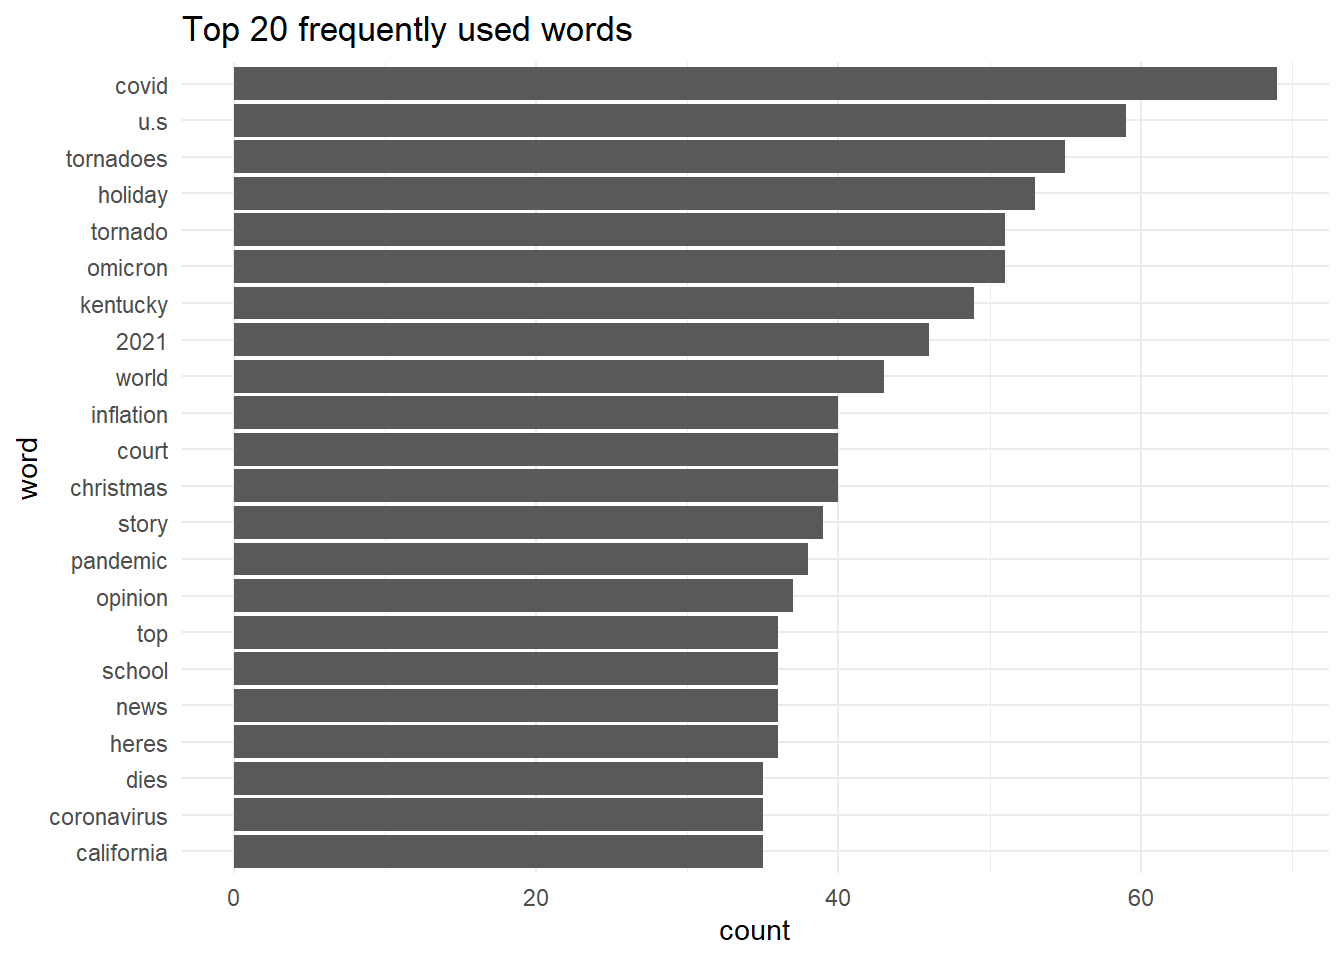 Top 20 frequently used words
covid
u.s
tornadoes
holiday
tornado
omicron
kentucky
2021
world
inflation
court
christmas
story
pandemic
opinion
top
school
news
heres
dies
coronavirus
california
word
0 20 40 60
count